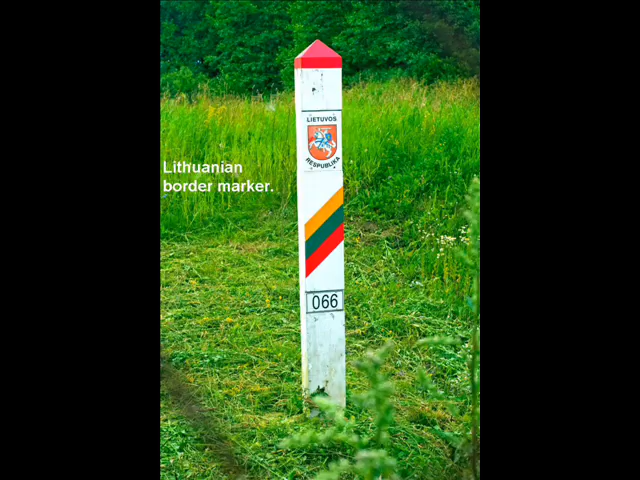 LIETUVOS
RESPUBLIKA
Lithuanian
border marker.
066